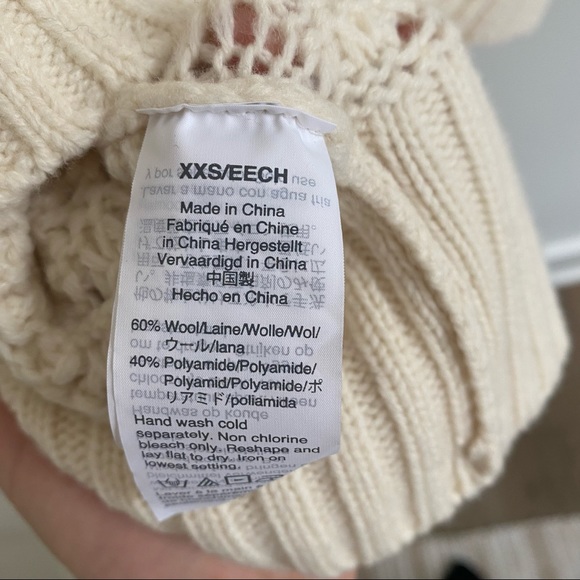 XXS/EECH
Made in China
Fabriqué en Chine
in China Hergestellt
Vervaardigd in China
中国製
Hecho en China
60% Wool/Laine/Wolle/Wol/
ウール/lana
40% Polyamide/Polyamide/
Polyamid/Polyamide/ポ
リアミド/poliamida
Hand wash cold
separately. Non chlorine
bleach only. Reshape and
lay flat to dry. Iron on
lowest setting.
Laver à la main